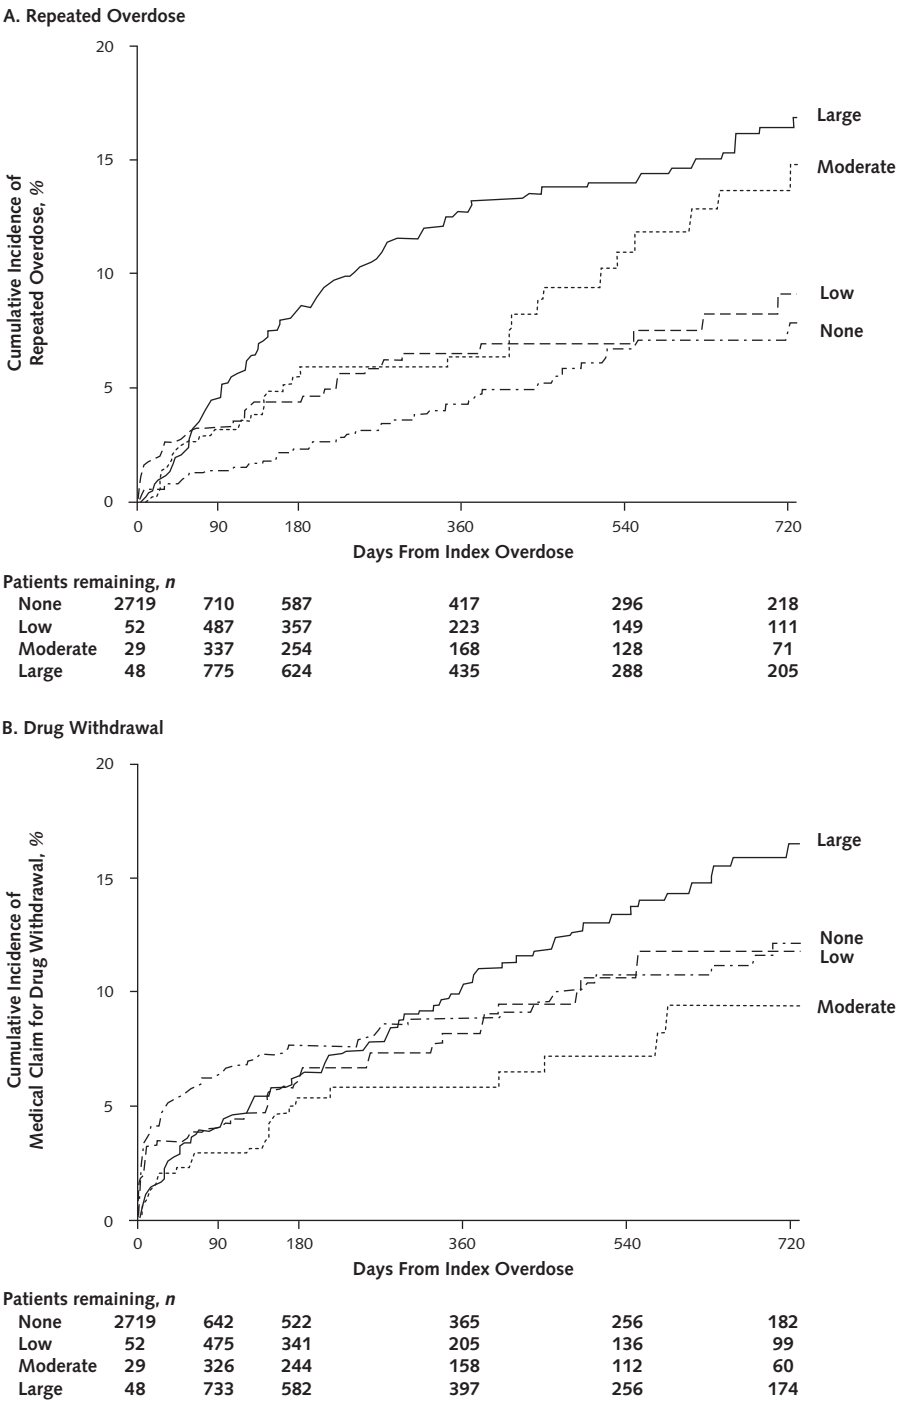 A. Repeated Overdose
20
15
10
5
0
Cumulative Incidence of
Repeated Overdose, %
Large
Moderate
Low
None
0 90 180 360 540 720
Days From Index Overdose
Patients remaining, n
None 2719 710 587 417 296 218
Low 52 487 357 223 149 111
Moderate 29 337 254 168 128 71
Large 48 775 624 435 288 205
B. Drug Withdrawal
20
15
10
5
0
Cumulative Incidence of
Medical Claim for Drug Withdrawal, %
Large
None
Low
Moderate
0 90 180 360 540 720
Days From Index Overdose
Patients remaining, n
None 2719 642 522 365 256 182
Low 52 475 341 205 136 99
Moderate 29 326 244 158 112 60
Large 48 733 582 397 256 174